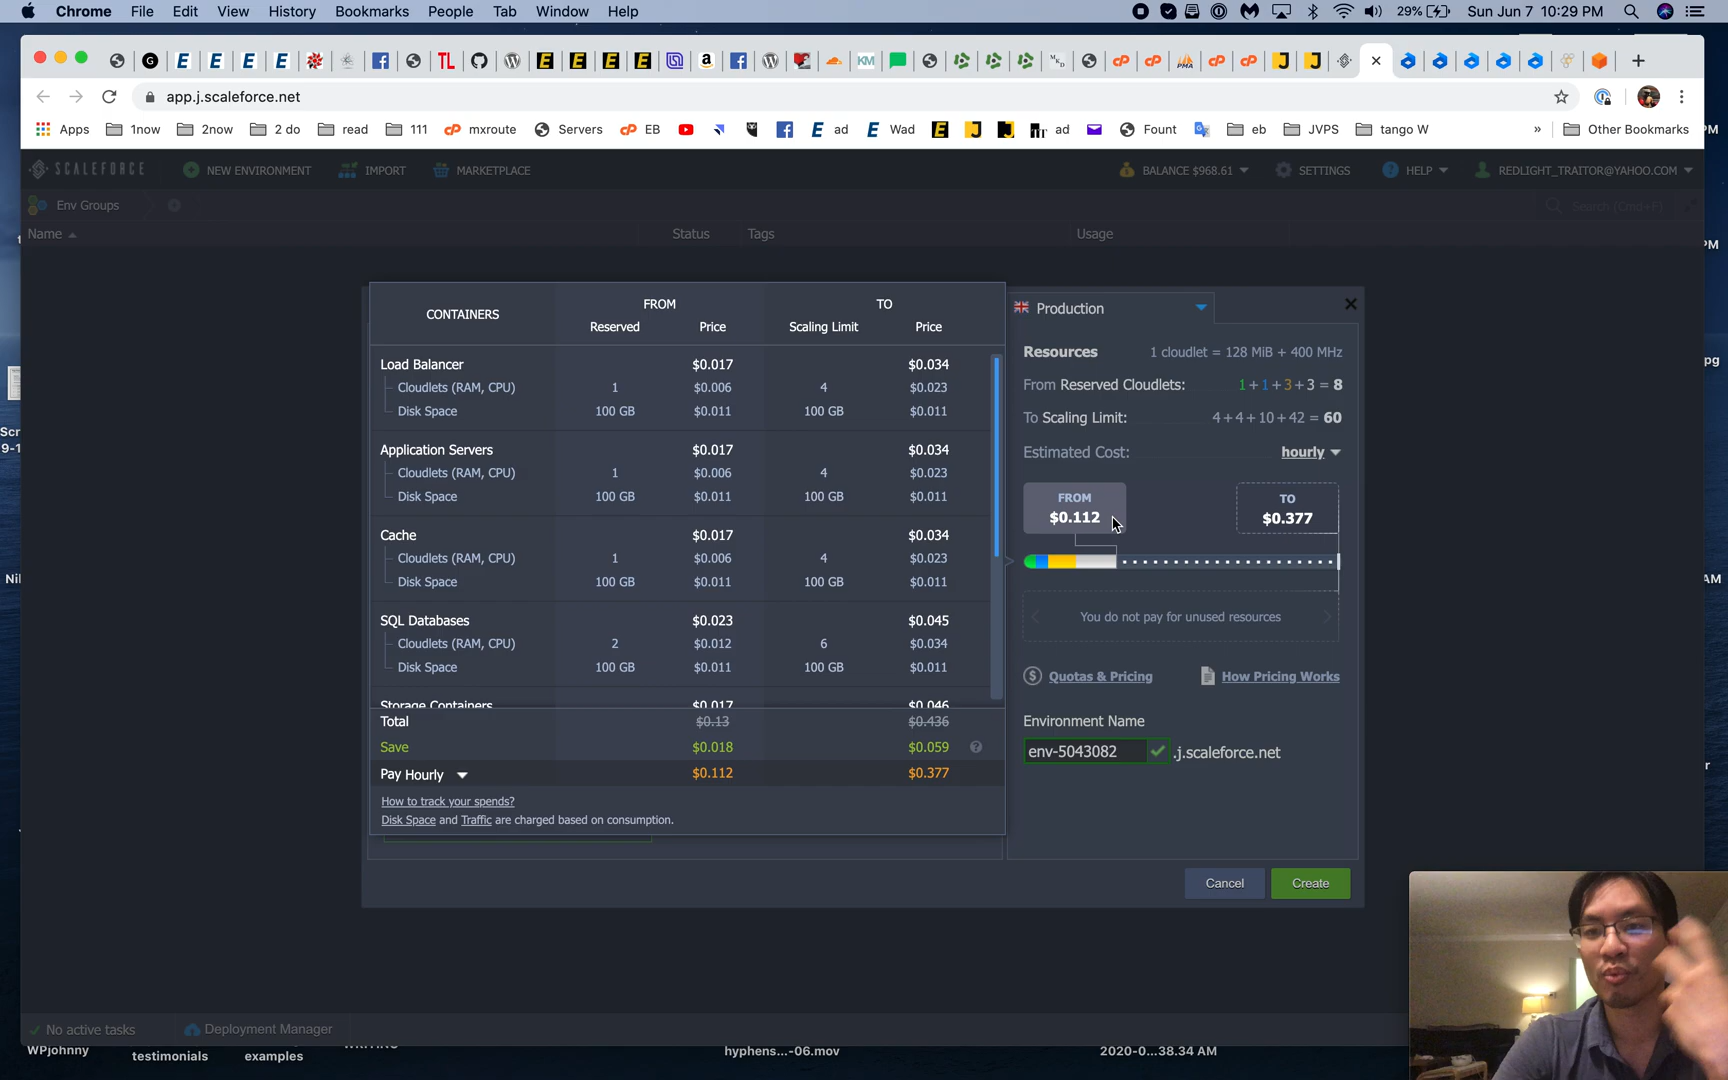 Chrome File Edit View History Bookmarks People Tab Window Help 29% Sun Jun 7 10:29 PM
app.j.scaleforce.net
Apps 1now 2now 2 do read 111 mxroute Servers EB ad Wad ad Fount eb JVPS tango W » Other Bookmarks
SCALEFORCE NEW ENVIRONMENT IMPORT MARKETPLACE BALANCE $968.61 SETTINGS HELP REDLIGHT_TRAITOR@YAHOO.COM
Env Groups Search (Cmd+F)
Name Status Tags Usage
CONTAINERS FROM TO
Reserved Price Scaling Limit Price
Load Balancer $0.017 $0.034
Cloudlets (RAM, CPU) 1 $0.006 4 $0.023
Disk Space 100 GB $0.011 100 GB $0.011
Application Servers $0.017 $0.034
Cloudlets (RAM, CPU) 1 $0.006 4 $0.023
Disk Space 100 GB $0.011 100 GB $0.011
Cache $0.017 $0.034
Cloudlets (RAM, CPU) 1 $0.006 4 $0.023
Disk Space 100 GB $0.011 100 GB $0.011
SQL Databases $0.023 $0.045
Cloudlets (RAM, CPU) 2 $0.012 6 $0.034
Disk Space 100 GB $0.011 100 GB $0.011
Storage Containers $0.017 $0.046
Total $0.13 $0.436
Save $0.018 $0.059 ?
Pay Hourly $0.112 $0.377
How to track your spends?
Disk Space and Traffic are charged based on consumption.
Production
Resources 1 cloudlet = 128 MiB + 400 MHz
From Reserved Cloudlets: 1+1+3+3 = 8
To Scaling Limit: 4+4+10+42 = 60
Estimated Cost: hourly
FROM TO
$0.112 $0.377
You do not pay for unused resources
Quotas & Pricing How Pricing Works
Environment Name
env-5043082 .j.scaleforce.net
Cancel Create
No active tasks Deployment Manager
WPjohnny testimonials examples hyphens...-06.mov 2020-0...38.34 AM